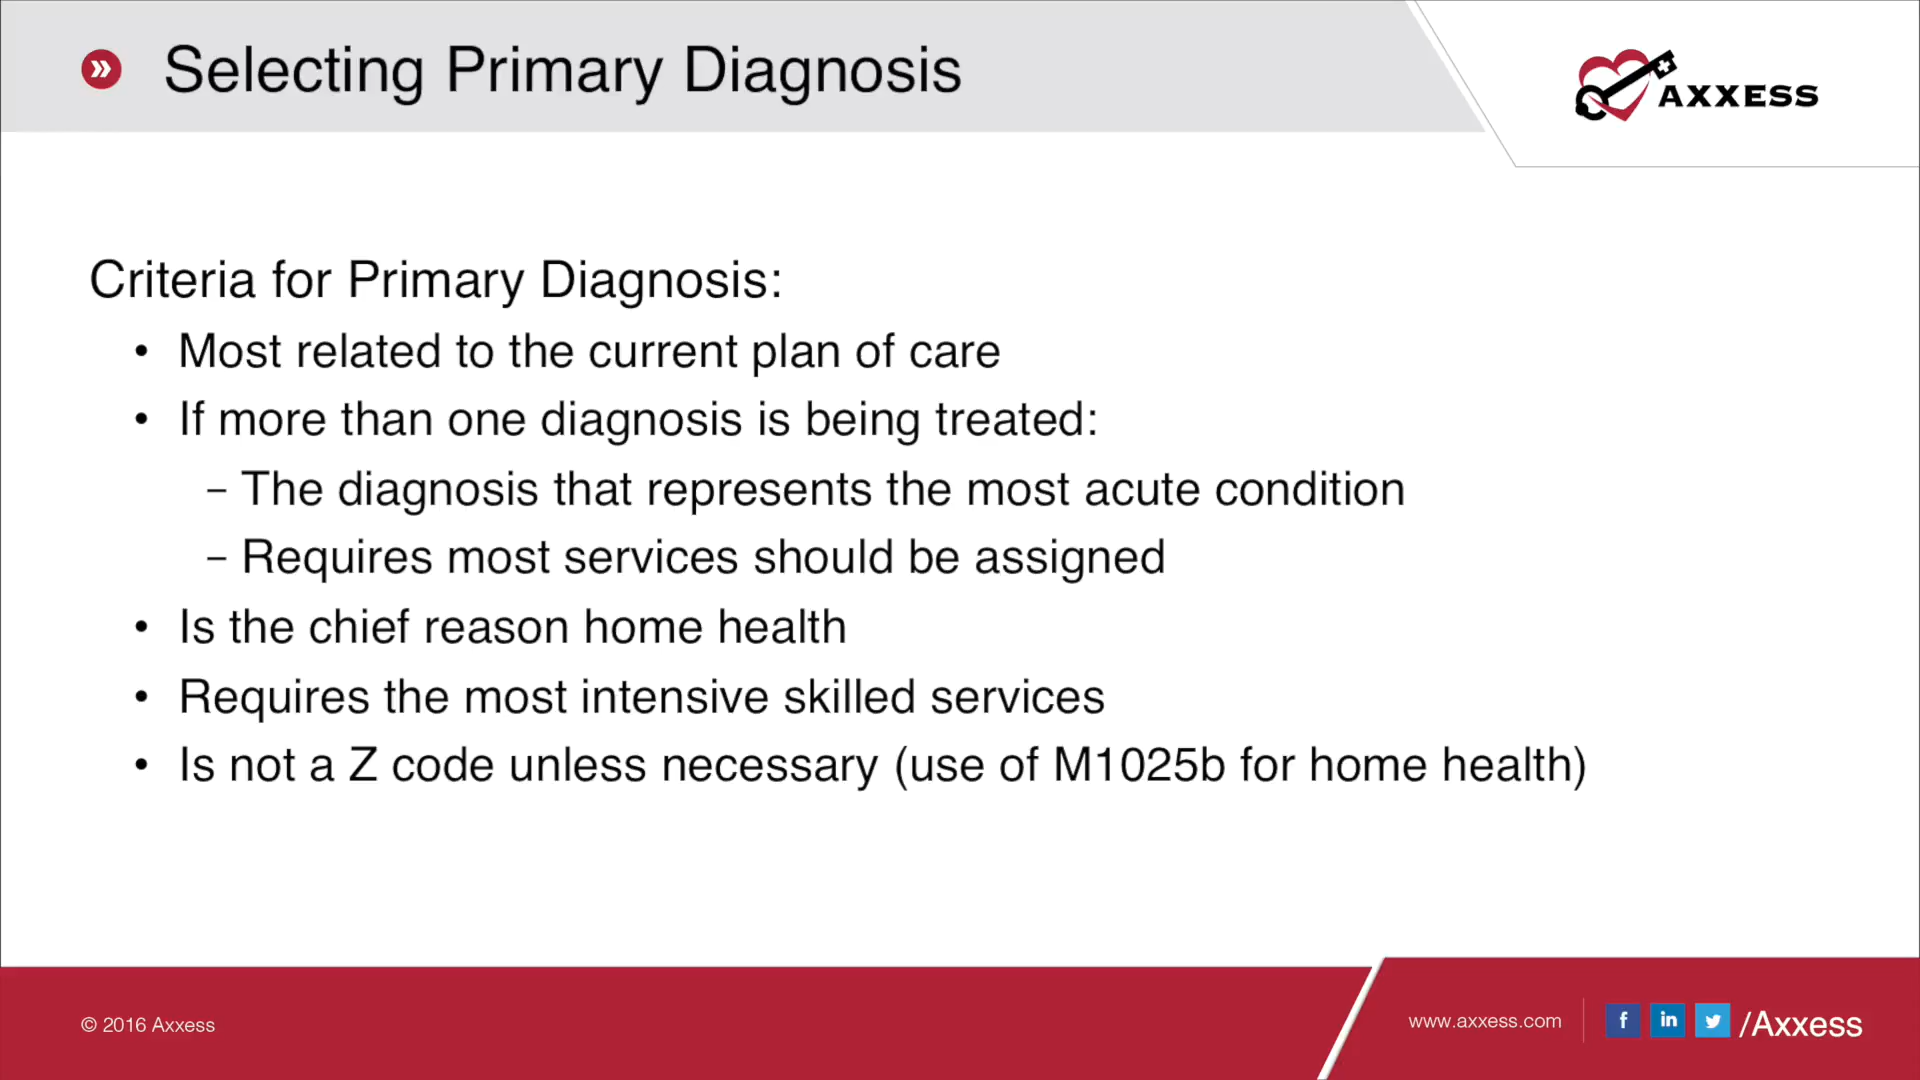 Selecting Primary Diagnosis
AXXESS
Criteria for Primary Diagnosis:
• Most related to the current plan of care
• If more than one diagnosis is being treated:
– The diagnosis that represents the most acute condition
– Requires most services should be assigned
• Is the chief reason home health
• Requires the most intensive skilled services
• Is not a Z code unless necessary (use of M1025b for home health)
© 2016 Axxess
www.axxess.com
f in /Axxess